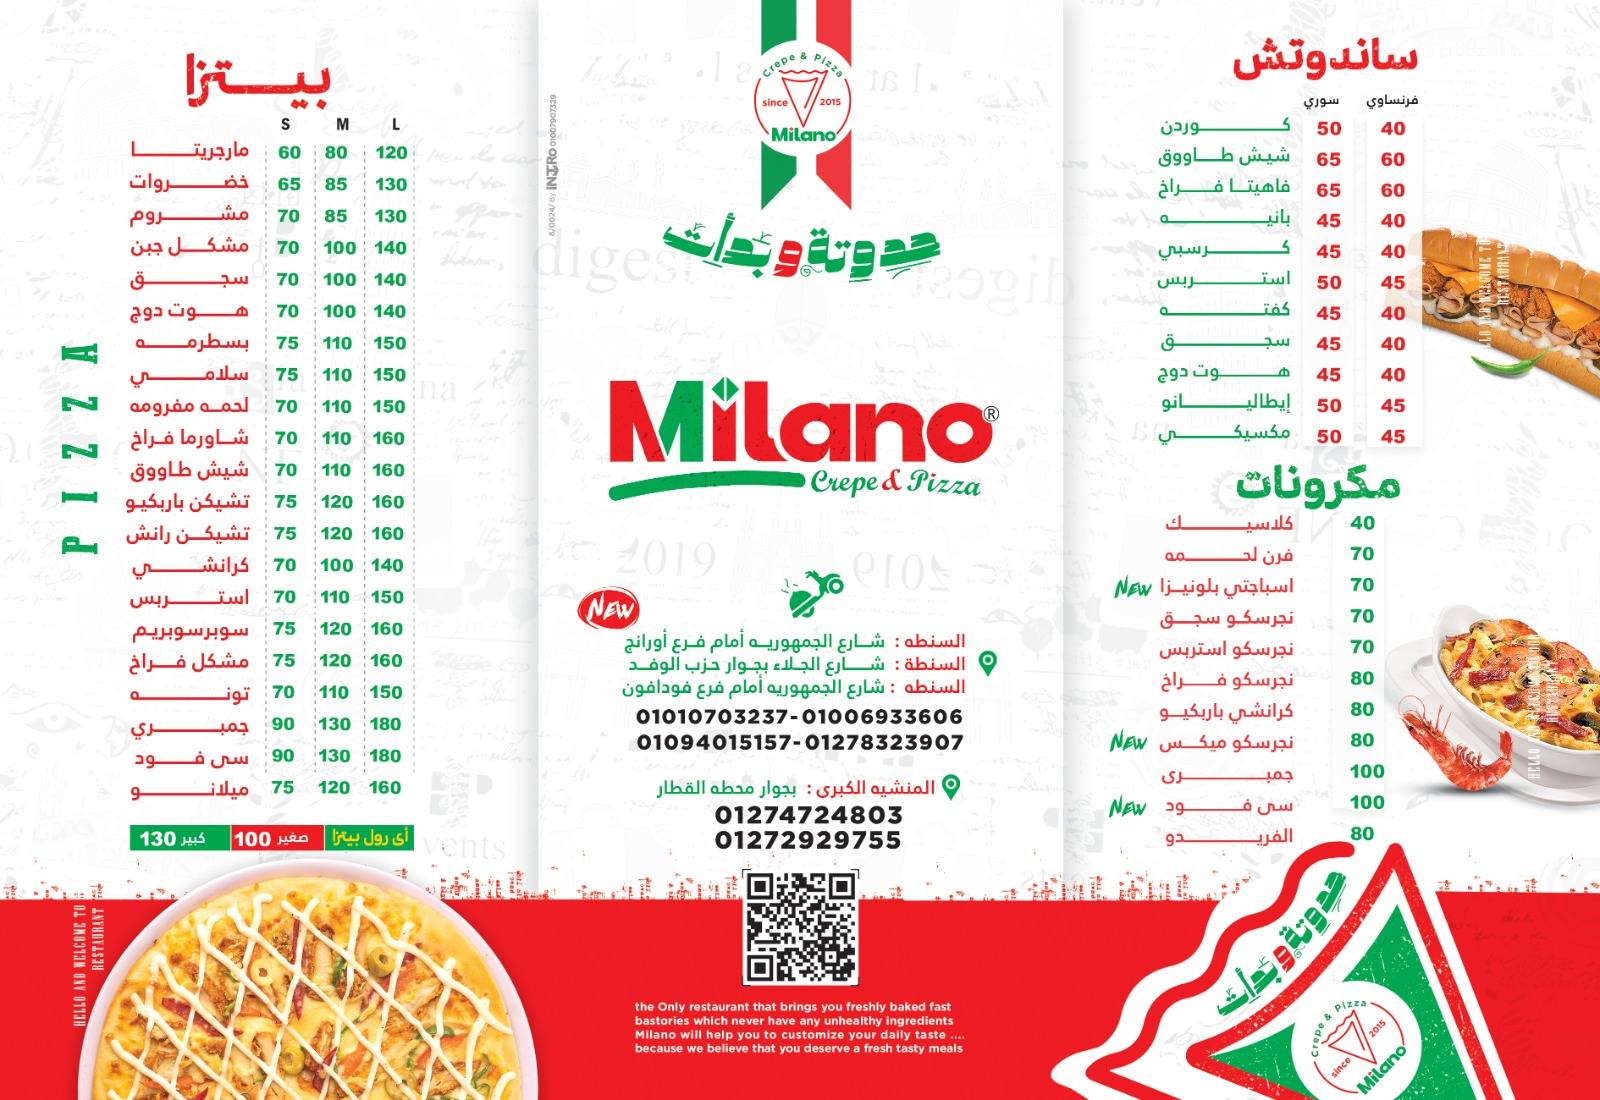 بيتزا
S M L
مارجريتا 60 80 120
خضروات 65 85 130
مشروم 70 85 130
مشكل جبن 70 100 140
سجق 70 100 140
هوت دوج 70 100 140
بسطرمه 75 110 150
سلامي 75 110 150
لحمه مفرومه 70 110 150
شاورما فراخ 70 110 160
شيش طاووق 70 110 160
تشيكن باربكيو 75 120 160
تشيكن رانش 75 120 160
كرانشي 70 100 140
استربس 70 110 150
سوبرسوبريم 75 120 160
مشكل فراخ 75 120 160
تونه 70 110 150
جمبري 90 130 180
سى فود 90 130 180
ميلانو 75 120 160
أى رول بيتزا صغير 100 كبير 130
PIZZA
HELLO AND WELCOME TO
RESTAURANT
Crepe & Pizza
since 2015
Milano
حدوتة وبدأت
8/0024/ By INTRO 01007907329
Milano®
Crepe & Pizza
2019
New
السنطه : شارع الجمهوريه أمام فرع أورانج
السنطة : شارع الجلاء بجوار حزب الوفد
السنطه : شارع الجمهوريه أمام فرع فودافون
01010703237-01006933606
01094015157-01278323907
المنشيه الكبرى : بجوار محطه القطار
01274724803
01272929755
the Only restaurant that brings you freshly baked fast
bastories which never have any unhealthy ingredients
Milano will help you to customize your daily taste ....
because we believe that you deserve a fresh tasty meals
ساندوتش
سوري فرنساوي
كوردن 50 40
شيش طاووق 65 60
فاهيتا فراخ 65 60
بانيه 45 40
كرسبي 45 40
استربس 50 45
كفته 45 40
سجق 45 40
هوت دوج 45 40
إيطاليانو 50 45
مكسيكي 50 45
مكرونات
كلاسيك 40
فرن لحمه 70
New اسباجتي بلونيزا 70
نجرسكو سجق 70
نجرسكو استربس 70
نجرسكو فراخ 80
كرانشي باربكيو 80
New نجرسكو ميكس 80
جمبرى 100
New سى فود 100
الفريدو 80
حدوتة وبدأت
Crepe & Pizza
since 2015
Milano